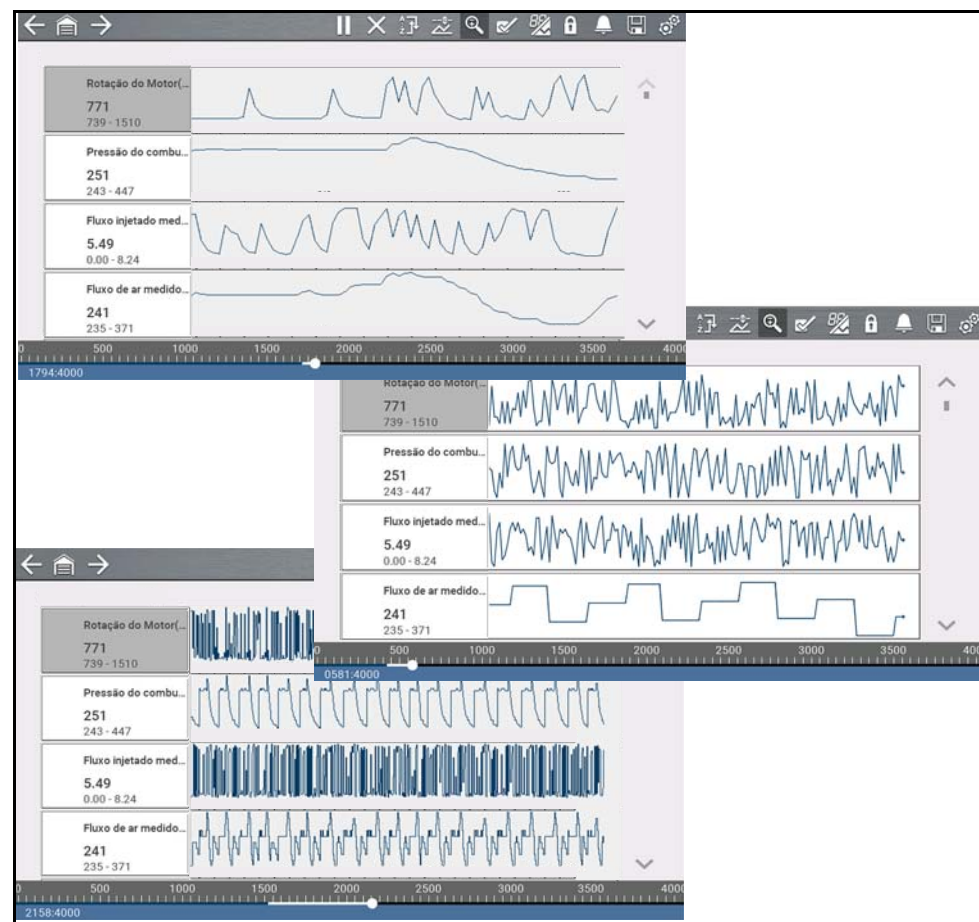 Rotação do Motor(...
771
739 - 1510
Pressão do combu...
251
243 - 447
Fluxo injetado med...
5.49
0.00 - 8.24
Fluxo de ar medido...
241
235 - 371
0 500 1000 1500 2000 2500 3000 3500 4000
1794:4000
Rotação do Motor(...
771
739 - 1510
Pressão do combu...
251
243 - 447
Fluxo injetado med...
5.49
0.00 - 8.24
Fluxo de ar medido...
241
235 - 371
0 500 1000 1500 2000 2500 3000 3500 400
0581:4000
Rotação do Motor(...
771
739 - 1510
Pressão do combu...
251
243 - 447
Fluxo injetado med...
5.49
0.00 - 8.24
Fluxo de ar medido...
241
235 - 371
0 500 1000 1500 2000 2500 3000 3500 4000
2158:4000